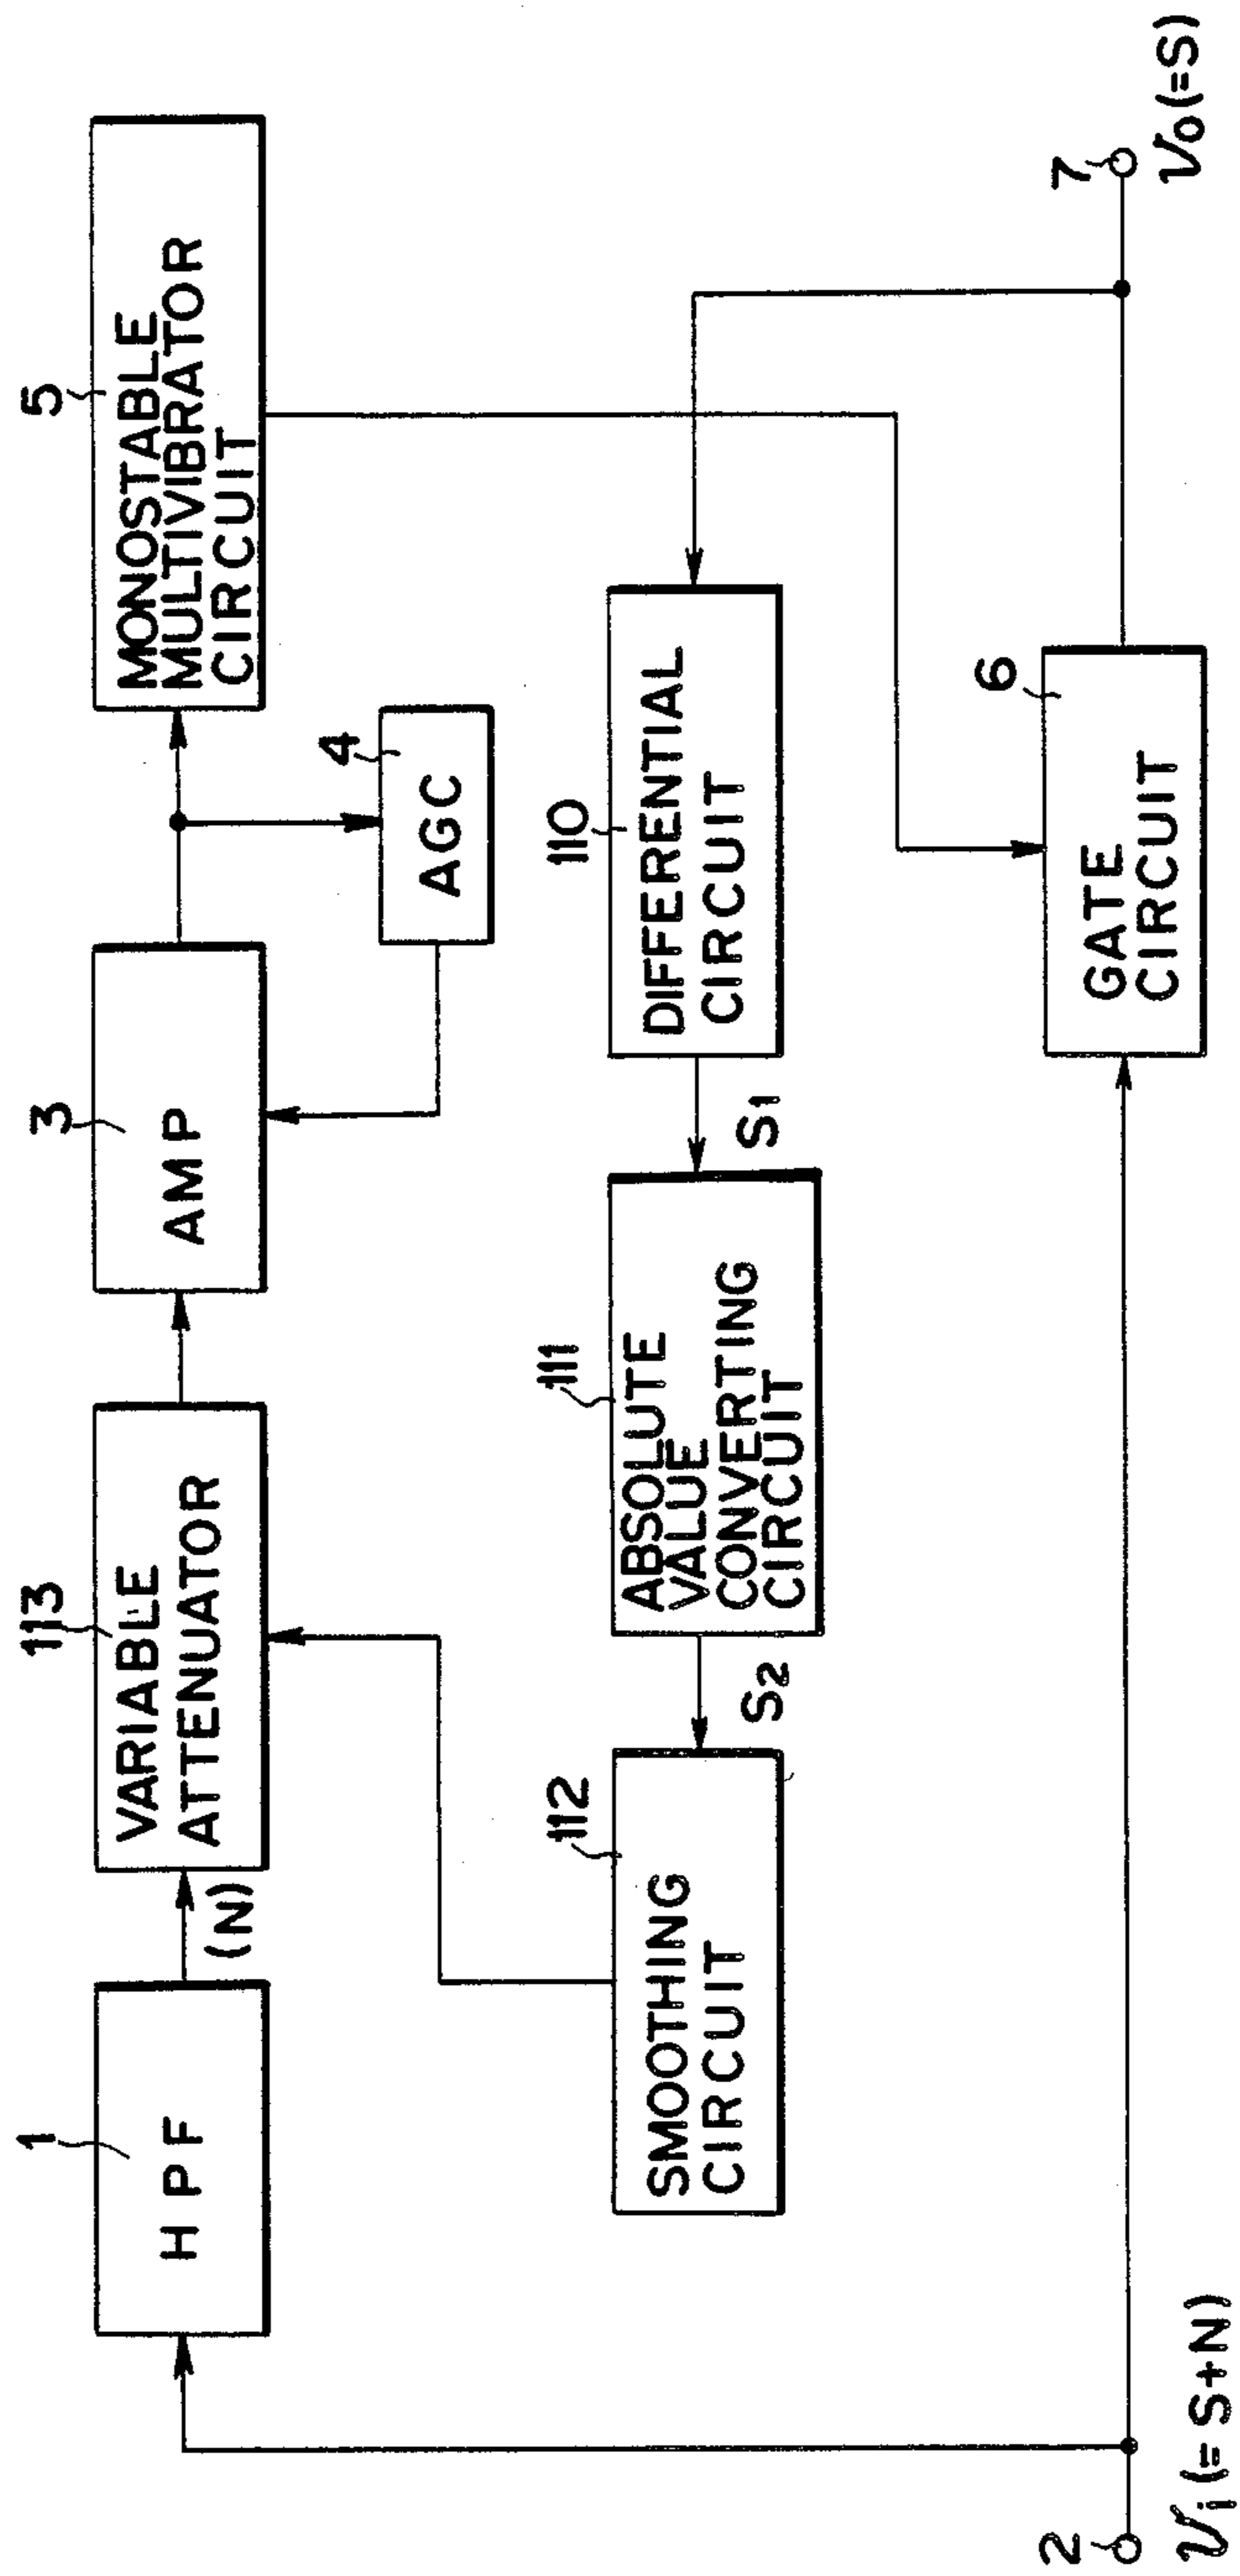 1
HPF
(N)
113
VARIABLE
ATTENUATOR
3
AMP
4
AGC
5
MONOSTABLE
MULTIVIBRATOR
CIRCUIT
112
SMOOTHING
CIRCUIT
S2
111
ABSOLUTE
VALUE
CONVERTING
CIRCUIT
S1
110
DIFFERENTIAL
CIRCUIT
2
Vi (=S+N)
6
GATE
CIRCUIT
7
Vo (=S)